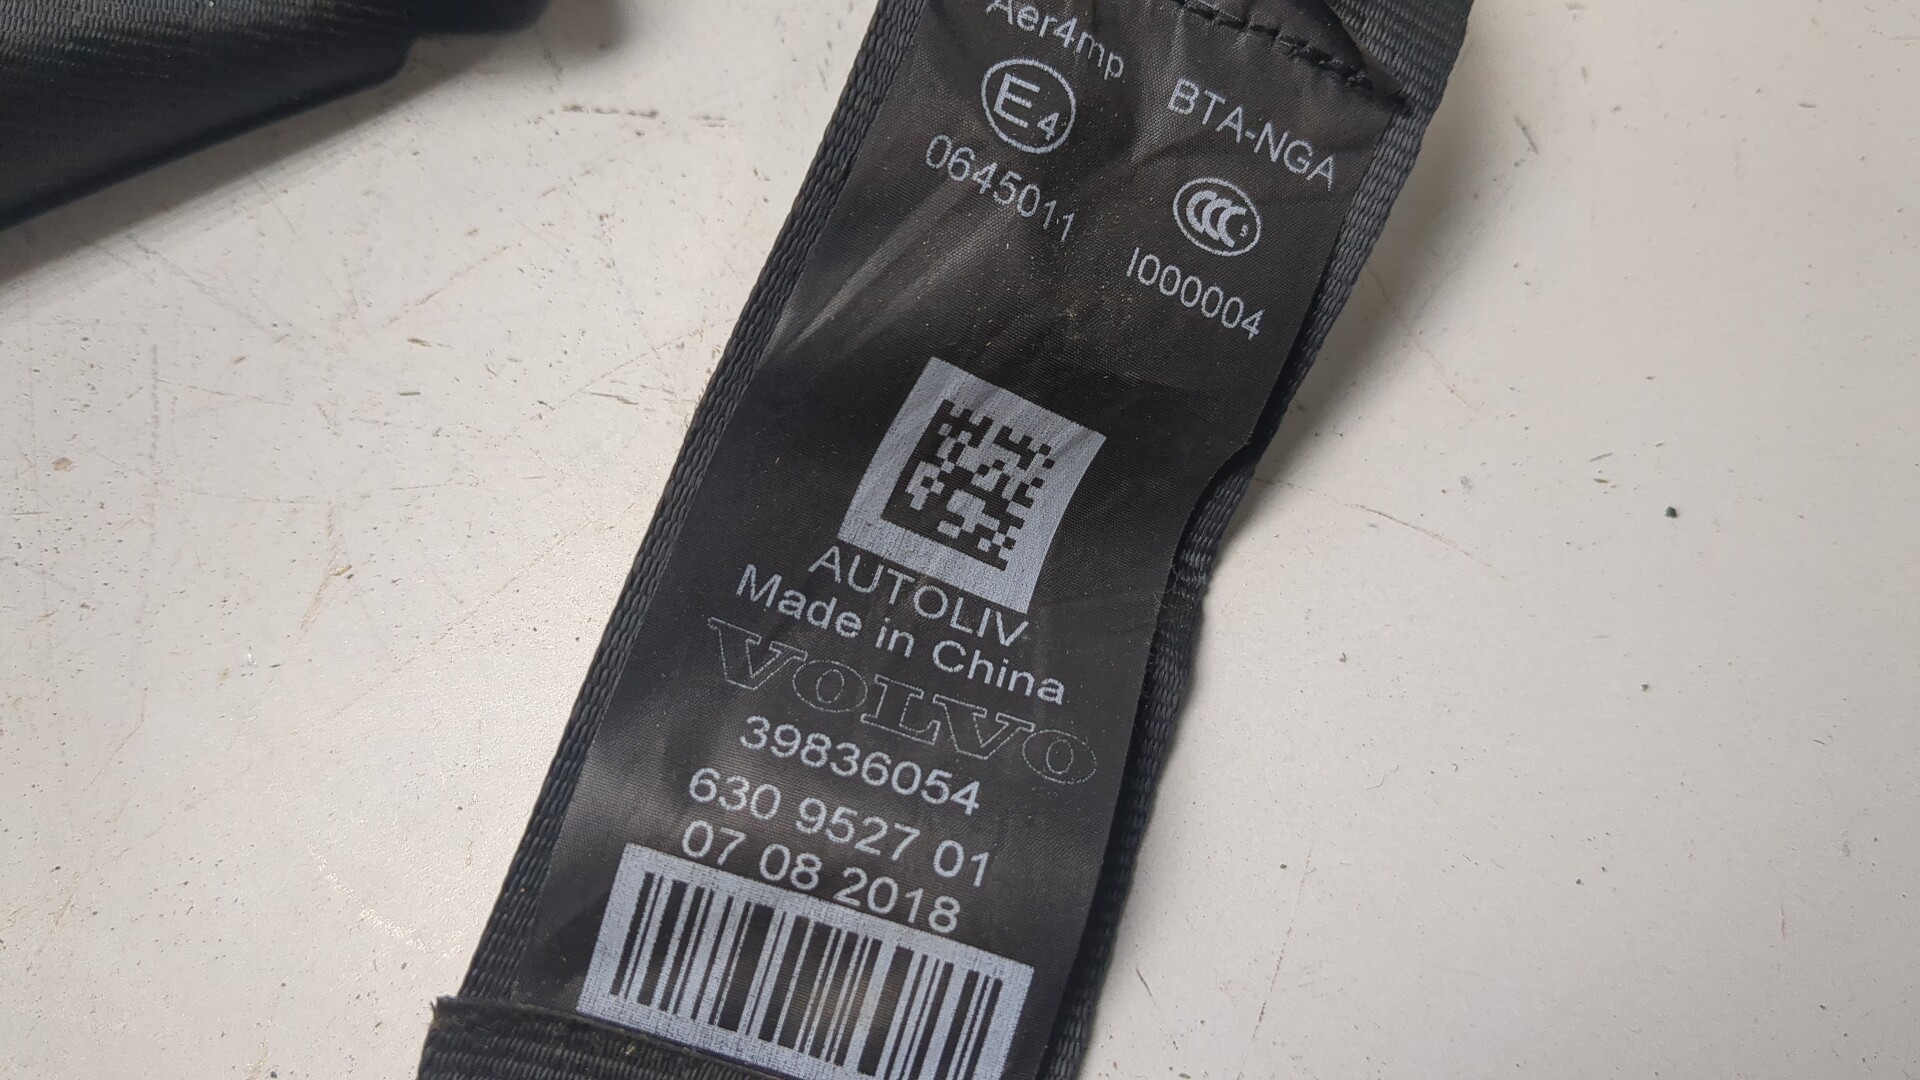 Aer4mp
E4
0645011
BTA-NGA
CCC S
I000004
AUTOLIV
Made in China
VOLVO
39836054
630 9527 01
07 08 2018